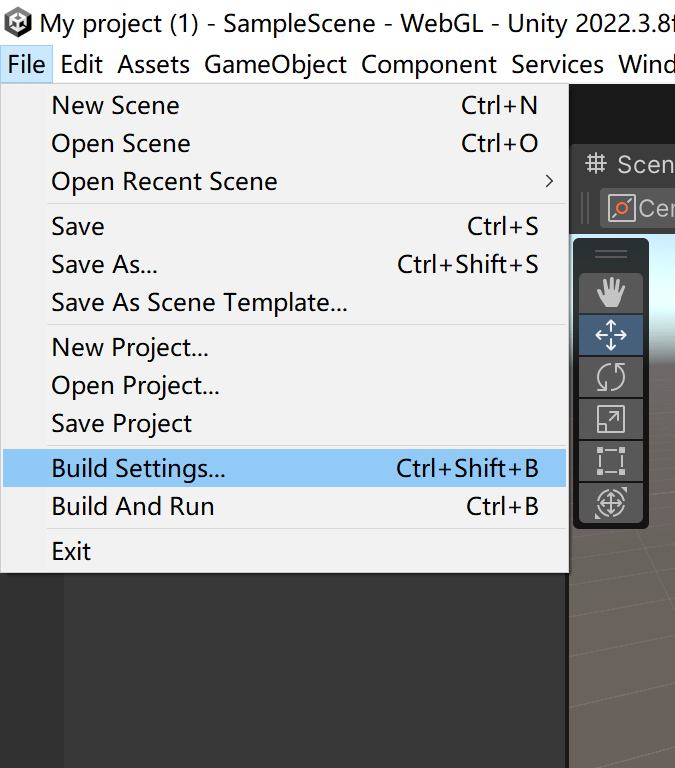 My project (1) - SampleScene - WebGL - Unity 2022.3.8f
File Edit Assets GameObject Component Services Wind
New Scene Ctrl+N
Open Scene Ctrl+O
Open Recent Scene
Save Ctrl+S
Save As... Ctrl+Shift+S
Save As Scene Template...
New Project...
Open Project...
Save Project
Build Settings... Ctrl+Shift+B
Build And Run Ctrl+B
Exit
Scen
Cen